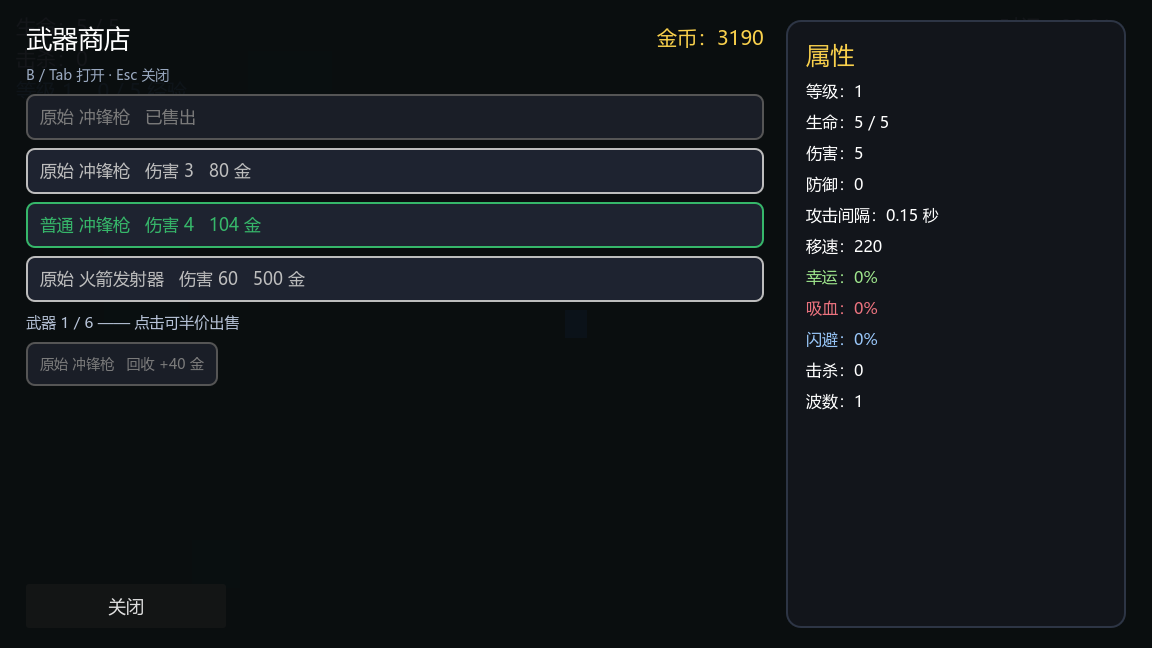 武器商店
金币：3190
B / Tab 打开 · Esc 关闭
原始 冲锋枪 已售出
原始 冲锋枪 伤害 3 80 金
普通 冲锋枪 伤害 4 104 金
原始 火箭发射器 伤害 60 500 金
武器 1 / 6 —— 点击可半价出售
原始 冲锋枪 回收 +40 金
关闭
属性
等级：1
生命：5 / 5
伤害：5
防御：0
攻击间隔：0.15 秒
移速：220
幸运：0%
吸血：0%
闪避：0%
击杀：0
波数：1